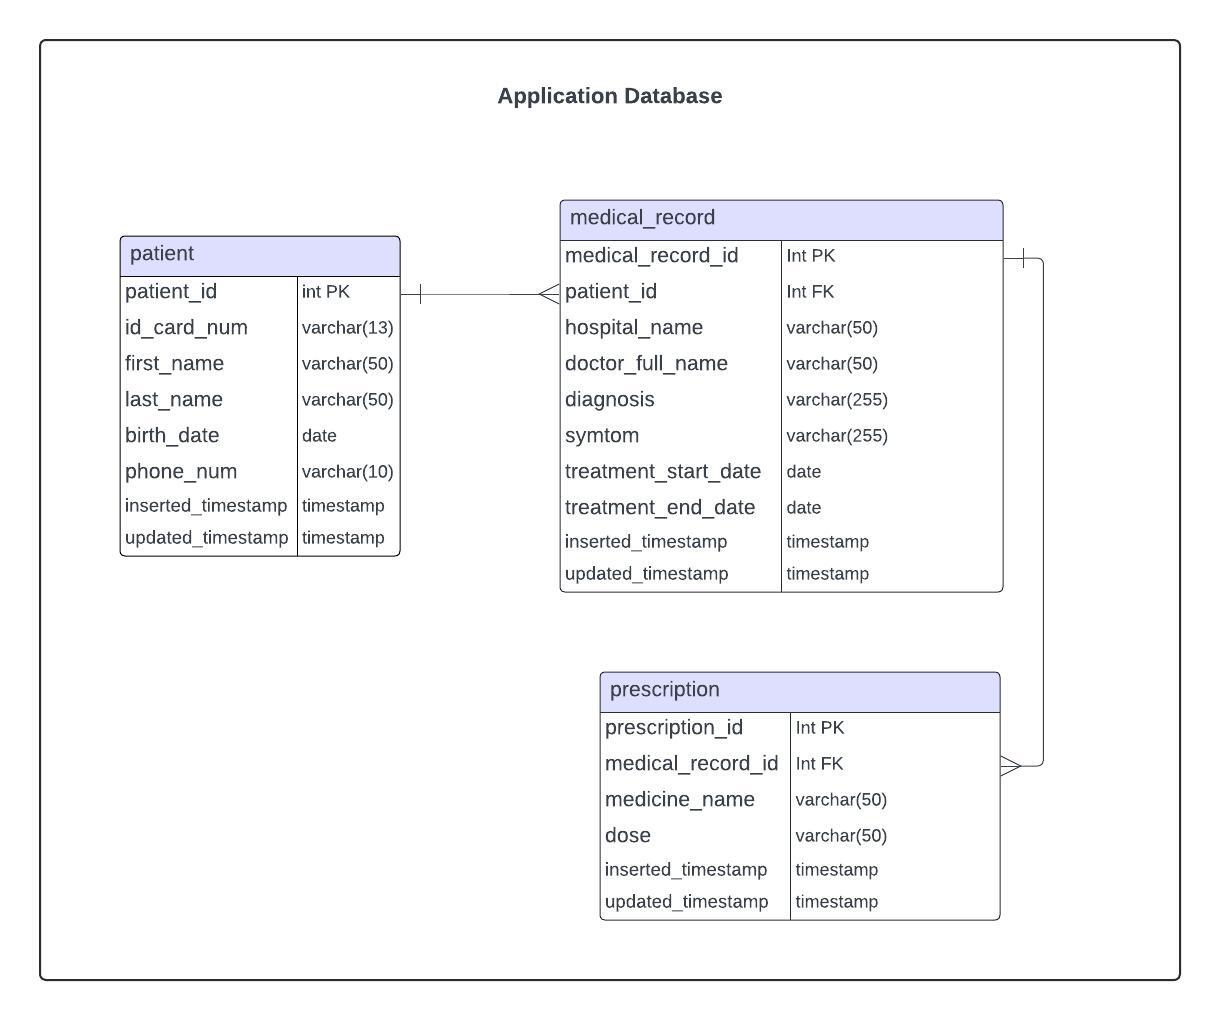 Application Database
patient
patient_id int PK
id_card_num varchar(13)
first_name varchar(50)
last_name varchar(50)
birth_date date
phone_num varchar(10)
inserted_timestamp timestamp
updated_timestamp timestamp
medical_record
medical_record_id Int PK
patient_id Int FK
hospital_name varchar(50)
doctor_full_name varchar(50)
diagnosis varchar(255)
symtom varchar(255)
treatment_start_date date
treatment_end_date date
inserted_timestamp timestamp
updated_timestamp timestamp
prescription
prescription_id Int PK
medical_record_id Int FK
medicine_name varchar(50)
dose varchar(50)
inserted_timestamp timestamp
updated_timestamp timestamp